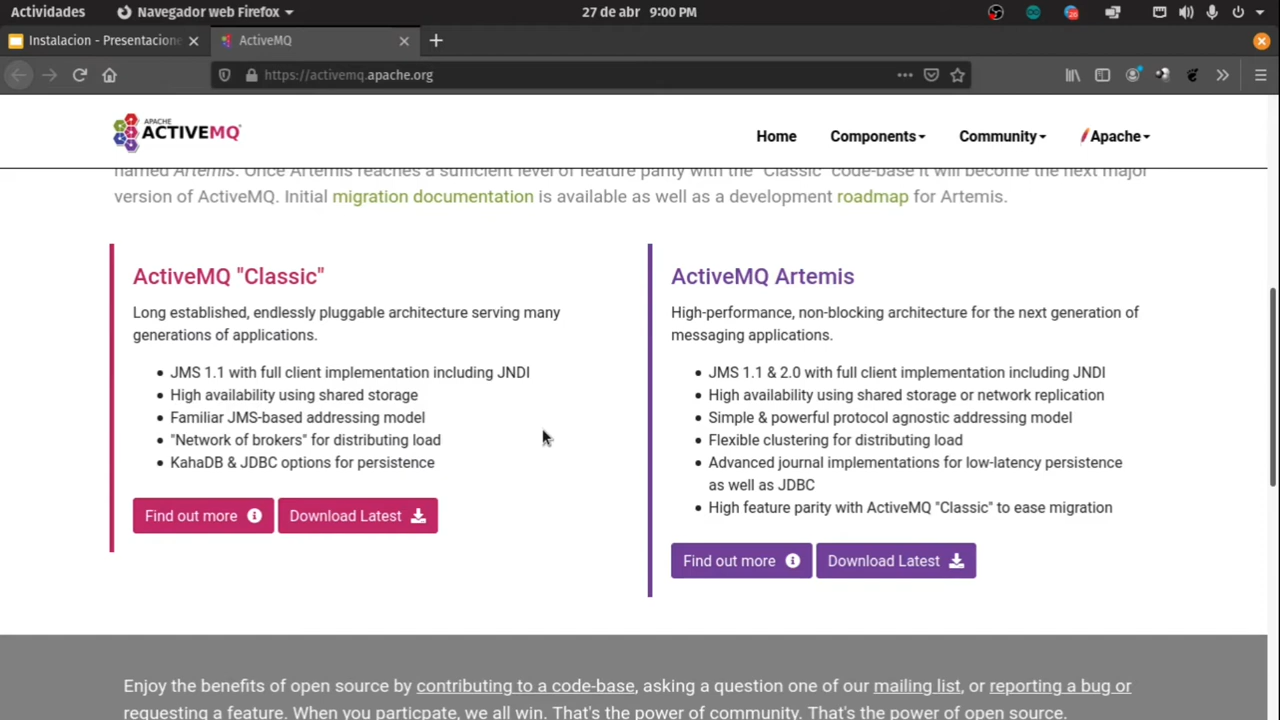 Actividades
Navegador web Firefox
27 de abr 9:00 PM
26
Instalacion - Presentacione
ActiveMQ
https://activemq.apache.org
APACHE
ACTIVEMQ
Home
Components
Community
Apache
named Artemis. Once Artemis reaches a sufficient level of feature parity with the "Classic" code-base it will become the next major
version of ActiveMQ. Initial migration documentation is available as well as a development roadmap for Artemis.
ActiveMQ "Classic"
Long established, endlessly pluggable architecture serving many
generations of applications.
• JMS 1.1 with full client implementation including JNDI
• High availability using shared storage
• Familiar JMS-based addressing model
• "Network of brokers" for distributing load
• KahaDB & JDBC options for persistence
Find out more
Download Latest
ActiveMQ Artemis
High-performance, non-blocking architecture for the next generation of
messaging applications.
• JMS 1.1 & 2.0 with full client implementation including JNDI
• High availability using shared storage or network replication
• Simple & powerful protocol agnostic addressing model
• Flexible clustering for distributing load
• Advanced journal implementations for low-latency persistence
as well as JDBC
• High feature parity with ActiveMQ "Classic" to ease migration
Find out more
Download Latest
Enjoy the benefits of open source by contributing to a code-base, asking a question one of our mailing list, or reporting a bug or
requesting a feature. When you particpate, we all win. That's the power of community. That's the power of open source.